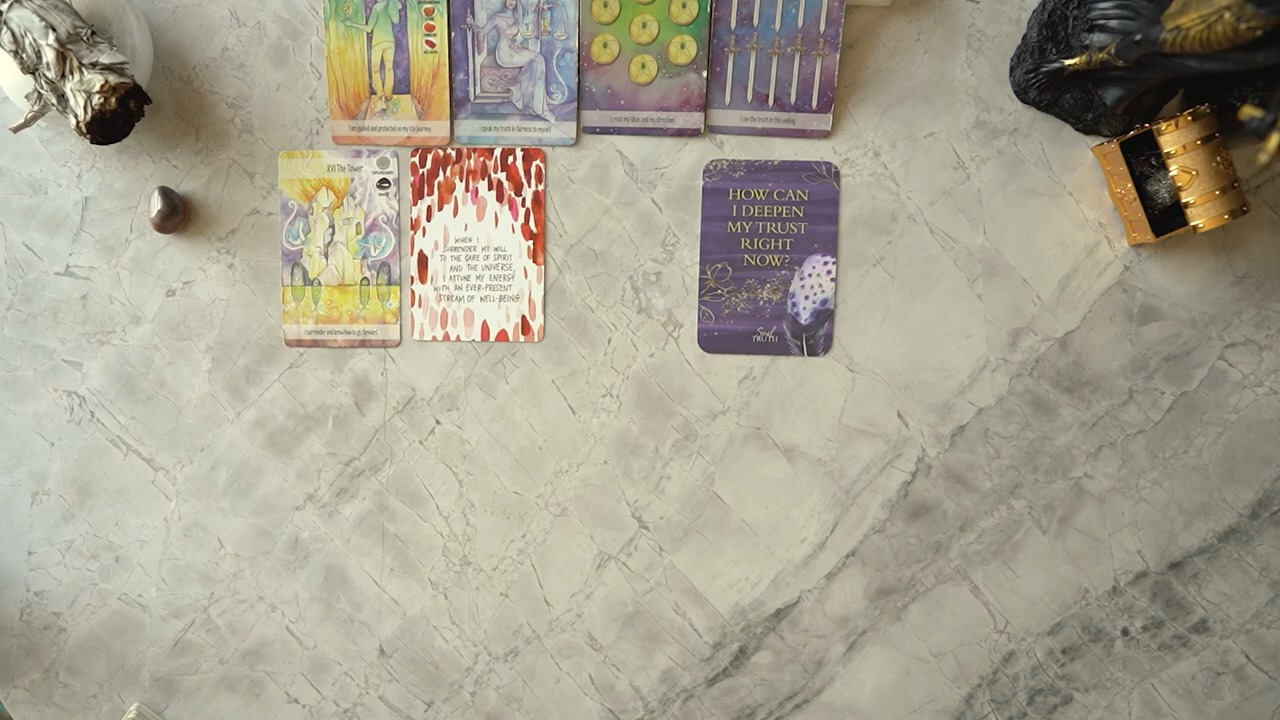 I am guided and protected on my life journey
I speak my truth in fairness to myself
I trust my ideas and my direction
I see the truth in this ending
XVI The Tower
I surrender and know how to go forward
WHEN I
SURRENDER MY WILL
TO THE CARE OF SPIRIT
AND THE UNIVERSE,
I ATTUNE MY ENERGY
WITH AN EVER-PRESENT
STREAM OF WELL-BEING.
HOW CAN
I DEEPEN
MY TRUST
RIGHT
NOW?
Soul
TRUTH